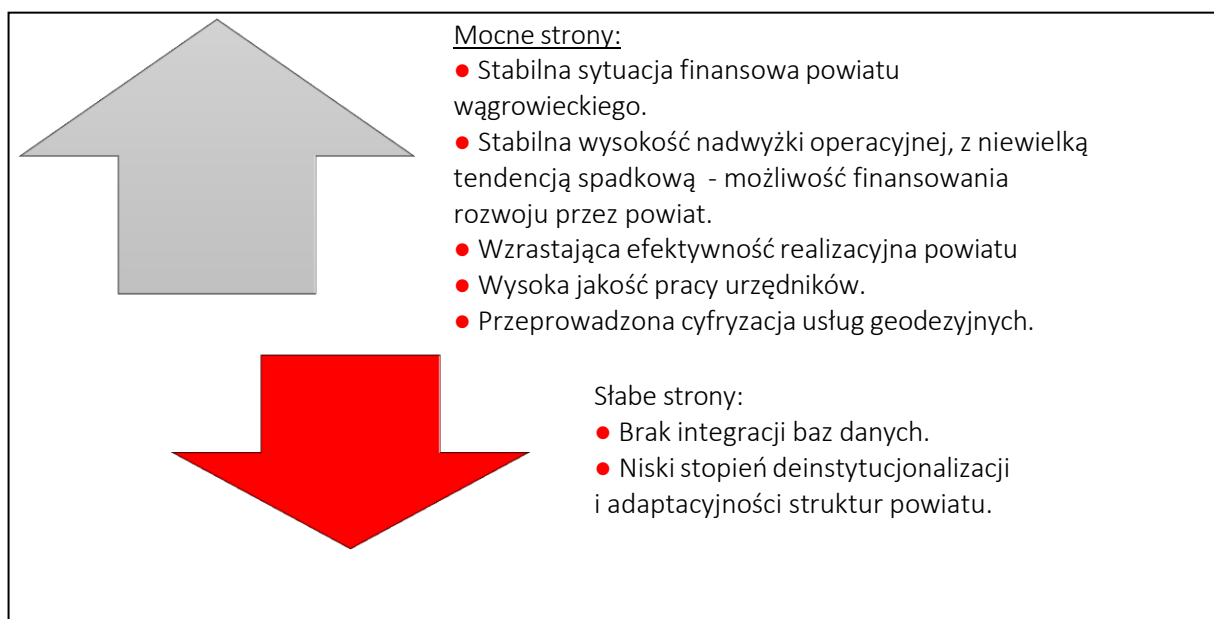 Mocne strony:
● Stabilna sytuacja finansowa powiatu
wągrowieckiego.
● Stabilna wysokość nadwyżki operacyjnej, z niewielką
tendencją spadkową - możliwość finansowania
rozwoju przez powiat.
● Wzrastająca efektywność realizacyjna powiatu
● Wysoka jakość pracy urzędników.
● Przeprowadzona cyfryzacja usług geodezyjnych.
Słabe strony:
● Brak integracji baz danych.
● Niski stopień deinstytucjonalizacji
i adaptacyjności struktur powiatu.